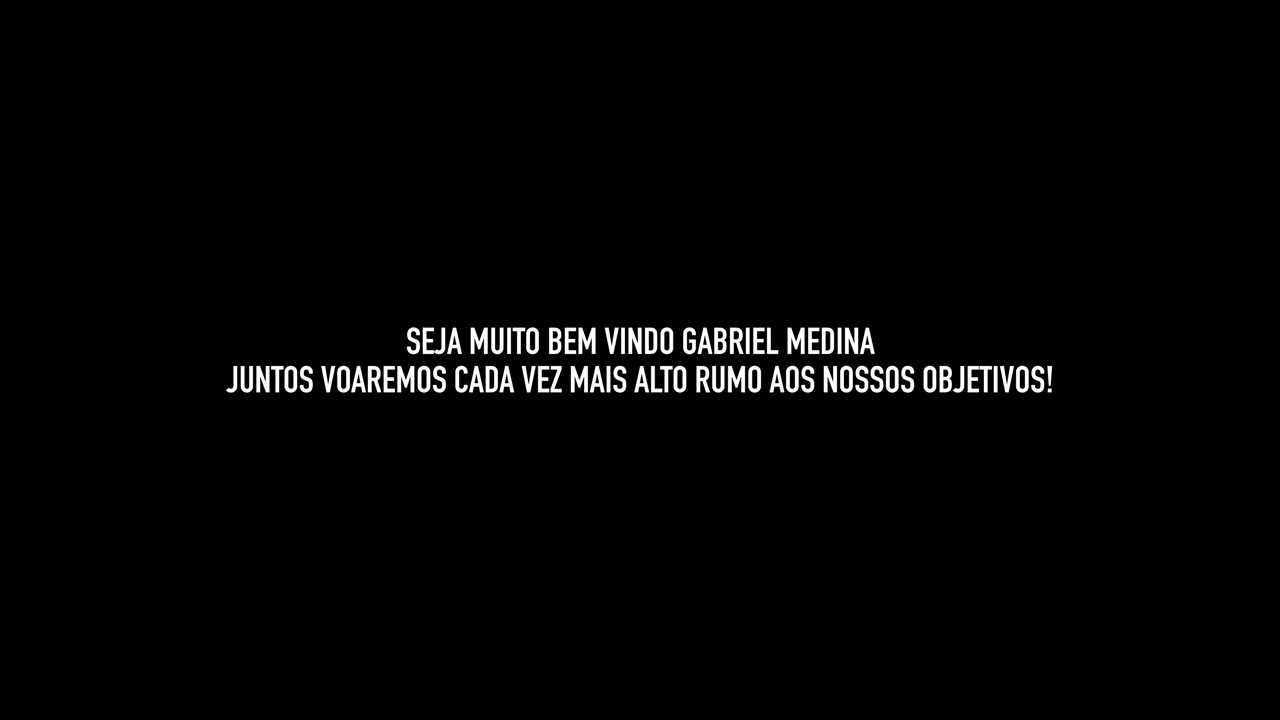 SEJA MUITO BEM VINDO GABRIEL MEDINA
JUNTOS VOAREMOS CADA VEZ MAIS ALTO RUMO AOS NOSSOS OBJETIVOS!